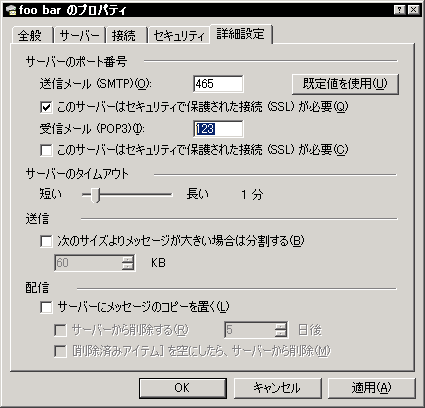 foo bar のプロパティ
全般 サーバー 接続 セキュリティ 詳細設定
サーバーのポート番号
送信メール (SMTP)(O): 465 既定値を使用(U)
このサーバーはセキュリティで保護された接続 (SSL) が必要(Q)
受信メール (POP3)(I): 123
このサーバーはセキュリティで保護された接続 (SSL) が必要(C)
サーバーのタイムアウト
短い 長い 1 分
送信
次のサイズよりメッセージが大きい場合は分割する(B)
60 KB
配信
サーバーにメッセージのコピーを置く(L)
サーバーから削除する(R) 5 日後
[削除済みアイテム] を空にしたら、サーバーから削除(M)
OK キャンセル 適用(A)